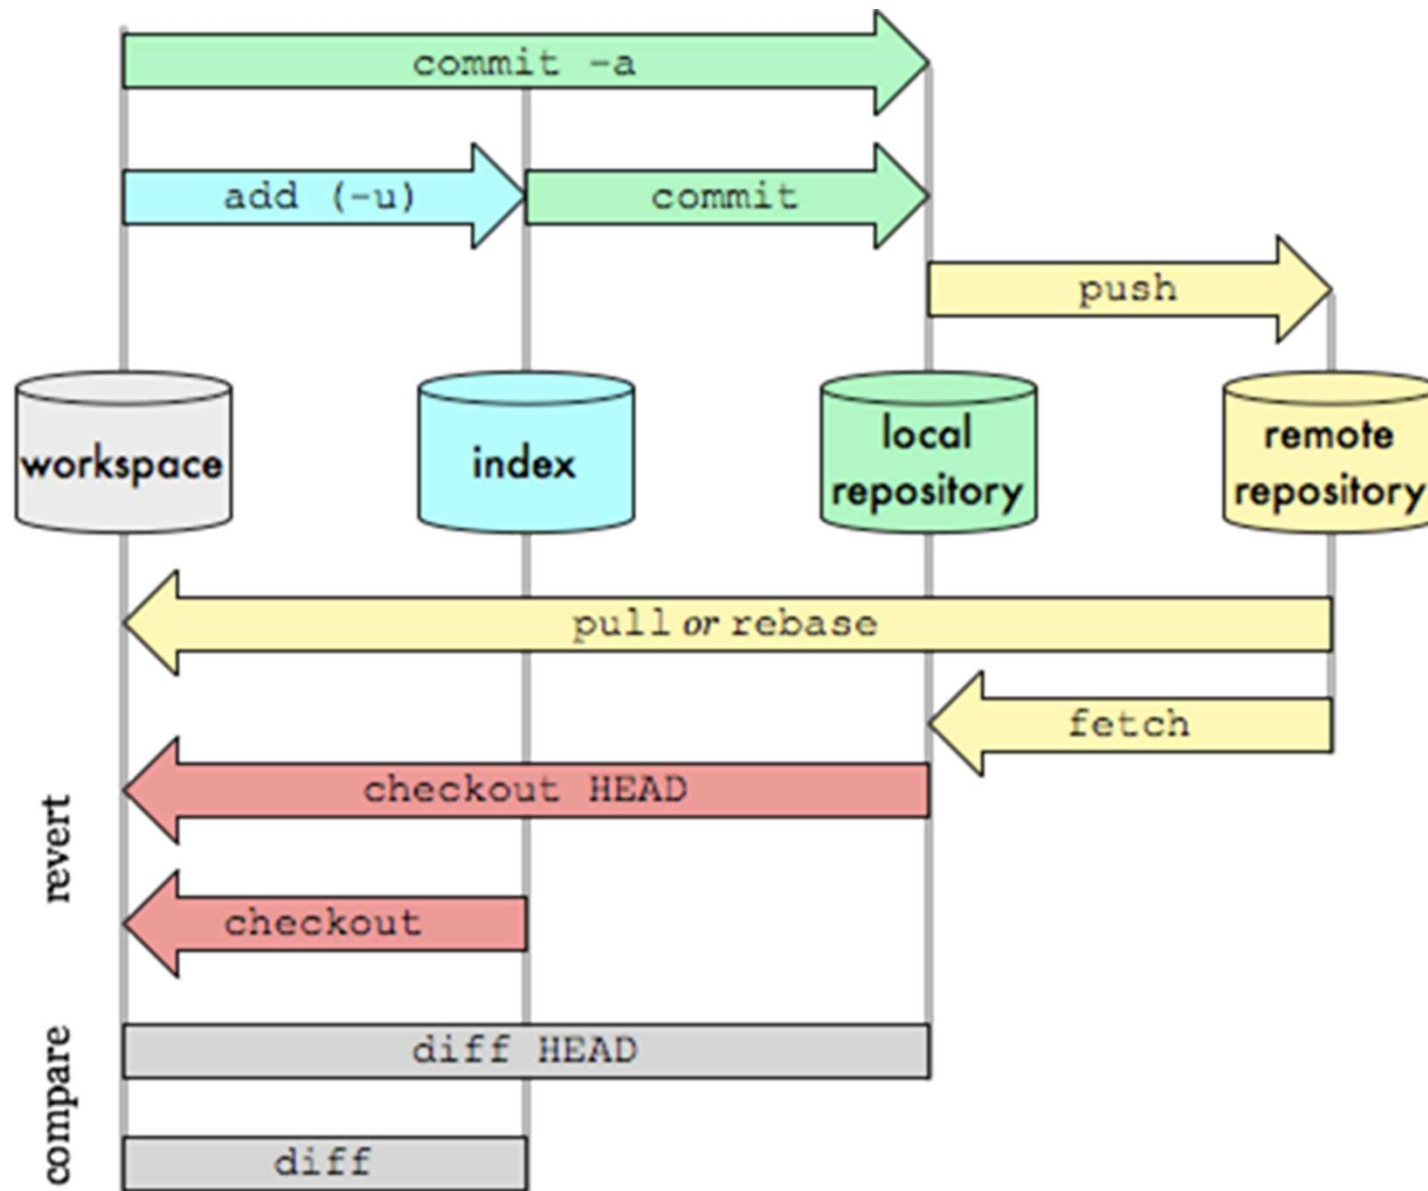 commit -a
add (-u)
commit
push
workspace
index
local
repository
remote
repository
pull or rebase
fetch
revert
checkout HEAD
checkout
compare
diff HEAD
diff